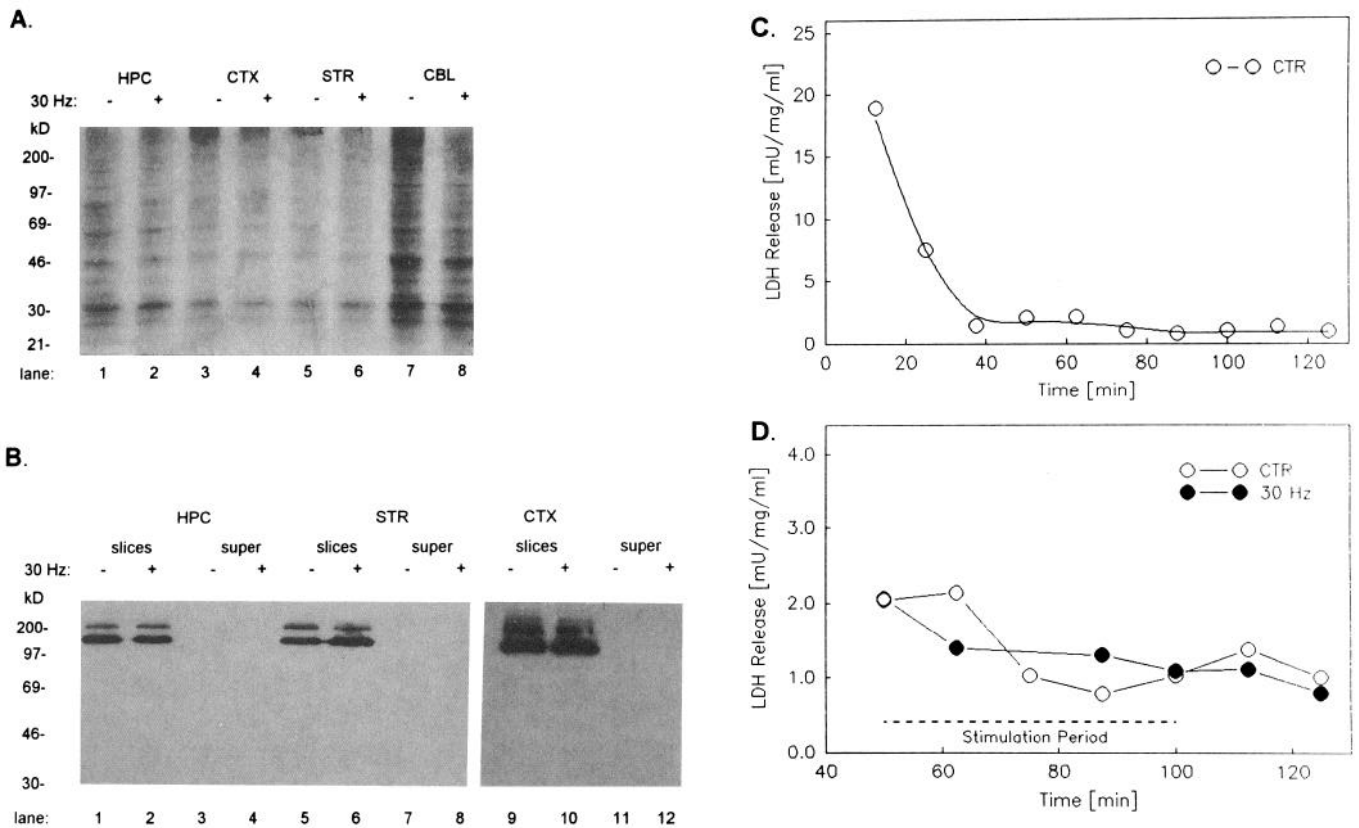 A.
HPC CTX STR CBL
30 Hz: - + - + - + - +
kD
200-
97-
69-
46-
30-
21-
lane: 1 2 3 4 5 6 7 8
B.
HPC STR CTX
slices super slices super slices super
30 Hz: - + - + - + - + - + - +
kD
200-
97-
69-
46-
30-
lane: 1 2 3 4 5 6 7 8 9 10 11 12
C.
CTR
LDH Release [mU/mg/ml]
25
20
15
10
5
0
0 20 40 60 80 100 120
Time [min]
D.
CTR
30 Hz
LDH Release [mU/mg/ml]
4.0
3.0
2.0
1.0
0.0
Stimulation Period
40 60 80 100 120
Time [min]